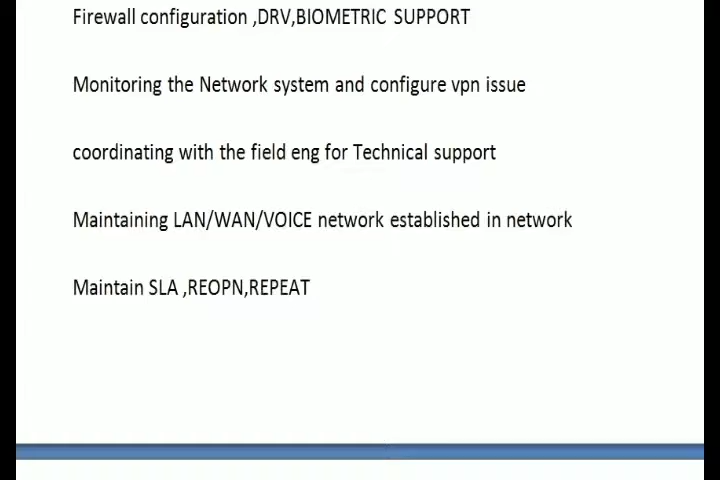 Firewall configuration ,DRV,BIOMETRIC SUPPORT
Monitoring the Network system and configure vpn issue
coordinating with the field eng for Technical support
Maintaining LAN/WAN/VOICE network established in network
Maintain SLA ,REOPN,REPEAT